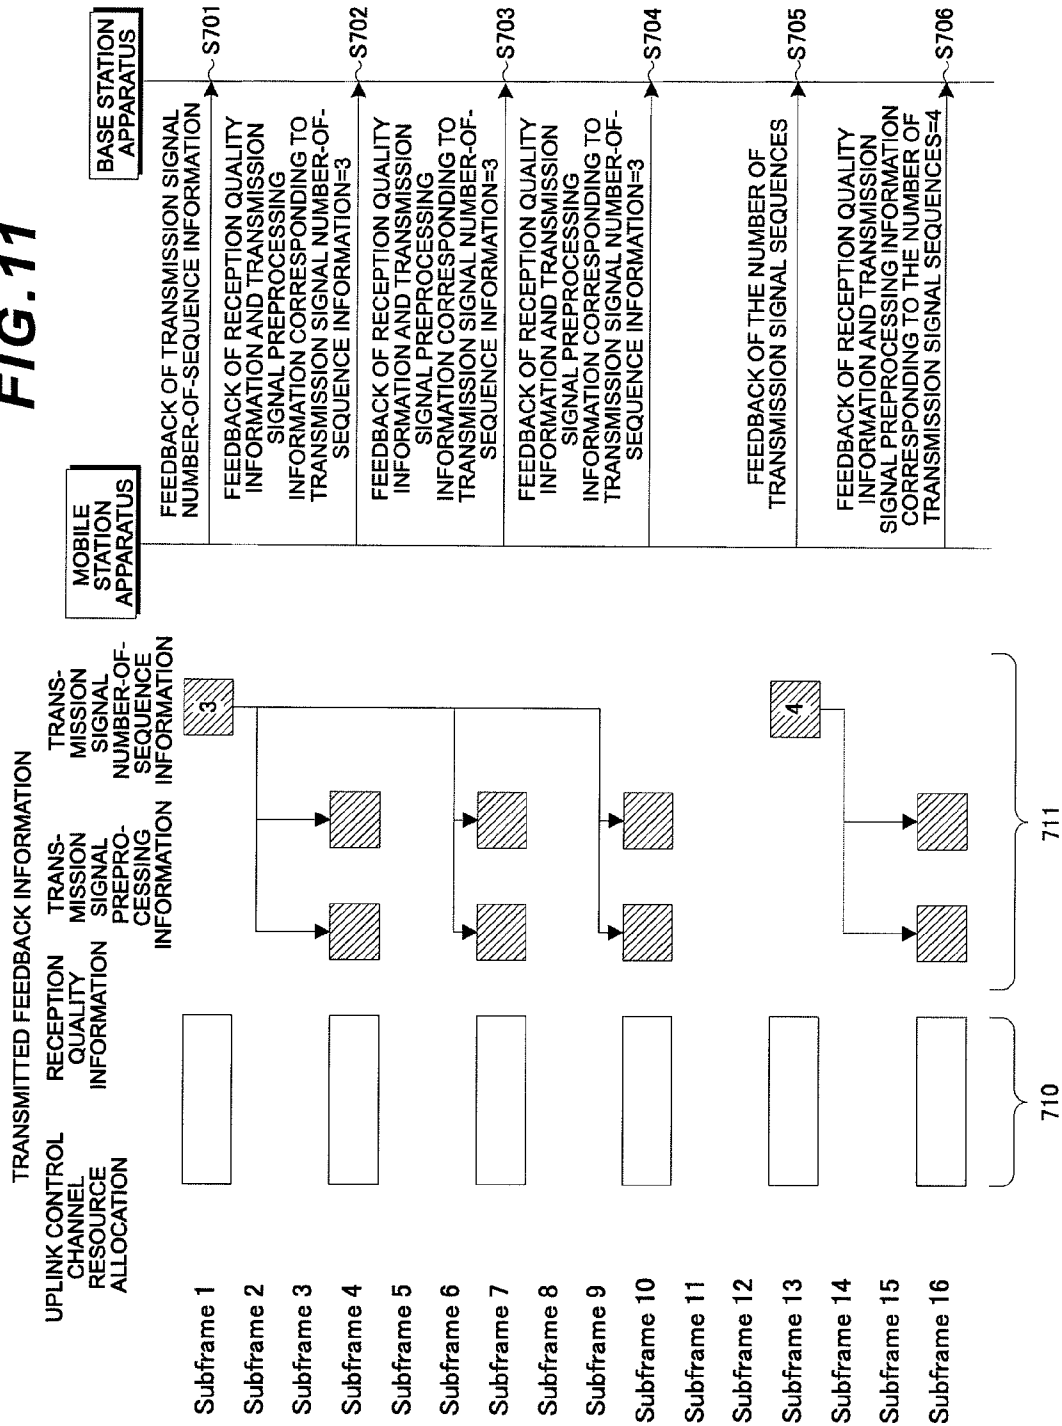 FIG.11
TRANSMITTED FEEDBACK INFORMATION
UPLINK CONTROL
CHANNEL
RESOURCE
ALLOCATION
RECEPTION
QUALITY
INFORMATION
TRANS-
MISSION
SIGNAL
PREPRO-
CESSING
INFORMATION
TRANS-
MISSION
SIGNAL
NUMBER-OF-
SEQUENCE
INFORMATION
MOBILE
STATION
APPARATUS
BASE STATION
APPARATUS
Subframe 1
Subframe 2
Subframe 3
Subframe 4
Subframe 5
Subframe 6
Subframe 7
Subframe 8
Subframe 9
Subframe 10
Subframe 11
Subframe 12
Subframe 13
Subframe 14
Subframe 15
Subframe 16
3
4
710
711
FEEDBACK OF TRANSMISSION SIGNAL
NUMBER-OF-SEQUENCE INFORMATION
S701
FEEDBACK OF RECEPTION QUALITY
INFORMATION AND TRANSMISSION
SIGNAL PREPROCESSING
INFORMATION CORRESPONDING TO
TRANSMISSION SIGNAL NUMBER-OF-
SEQUENCE INFORMATION=3
S702
FEEDBACK OF RECEPTION QUALITY
INFORMATION AND TRANSMISSION
SIGNAL PREPROCESSING
INFORMATION CORRESPONDING TO
TRANSMISSION SIGNAL NUMBER-OF-
SEQUENCE INFORMATION=3
S703
FEEDBACK OF RECEPTION QUALITY
INFORMATION AND TRANSMISSION
SIGNAL PREPROCESSING
INFORMATION CORRESPONDING TO
TRANSMISSION SIGNAL NUMBER-OF-
SEQUENCE INFORMATION=3
S704
FEEDBACK OF THE NUMBER OF
TRANSMISSION SIGNAL SEQUENCES
S705
FEEDBACK OF RECEPTION QUALITY
INFORMATION AND TRANSMISSION
SIGNAL PREPROCESSING INFORMATION
CORRESPONDING TO THE NUMBER OF
TRANSMISSION SIGNAL SEQUENCES=4
S706